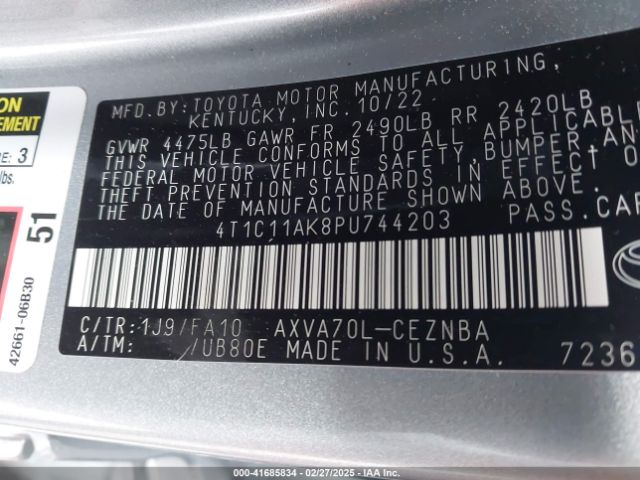 MFD.BY:TOYOTA MOTOR MANUFACTURING,
KENTUCKY, INC. 10/22
GVWR 4475LB GAWR FR 2490LB RR 2420LB
THIS VEHICLE CONFORMS TO ALL APPLICABLE
FEDERAL MOTOR VEHICLE SAFETY,BUMPER,AN
THEFT PREVENTION STANDARDS IN EFFECT O
THE DATE OF MANUFACTURE SHOWN ABOVE.
4T1C11AK8PU744203 PASS.CAR
C/TR:1J9/FA10 AXVA70L-CEZNBA
A/TM: /UB80E MADE IN U.S.A.
7236
ION
EMENT
RE: 3
lbs.
51
42661-06B30
000-41685834 | 02/27/2025 - IAA Inc.